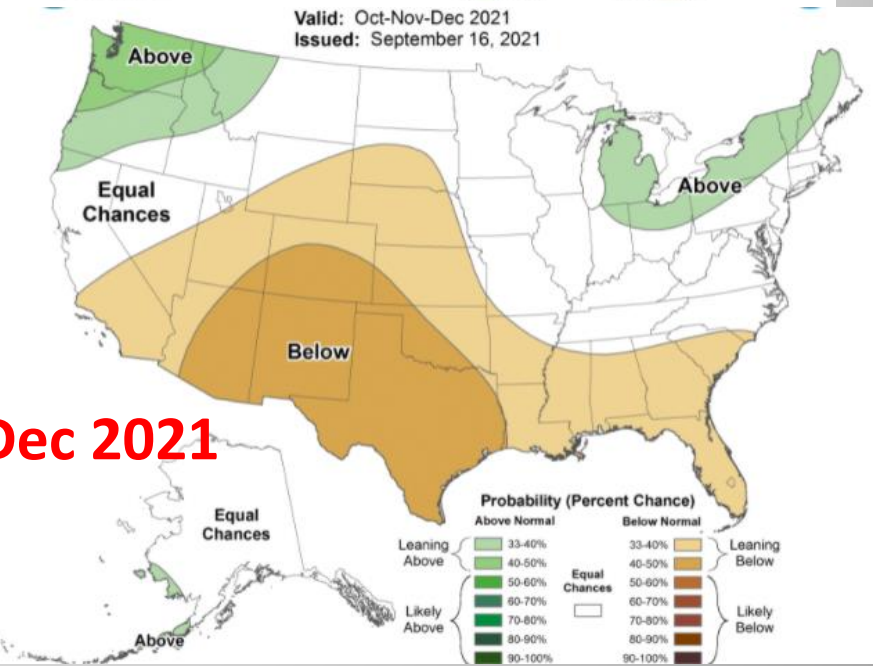 Valid: Oct-Nov-Dec 2021
Issued: September 16, 2021
Above
Equal
Chances
Above
Below
Dec 2021
Equal
Chances
Above
Probability (Percent Chance)
Above Normal
Below Normal
Leaning
Above
33-40%
40-50%
Likely
Above
50-60%
60-70%
70-80%
80-90%
90-100%
Equal
Chances
33-40%
40-50%
Leaning
Below
50-60%
60-70%
70-80%
80-90%
90-100%
Likely
Below